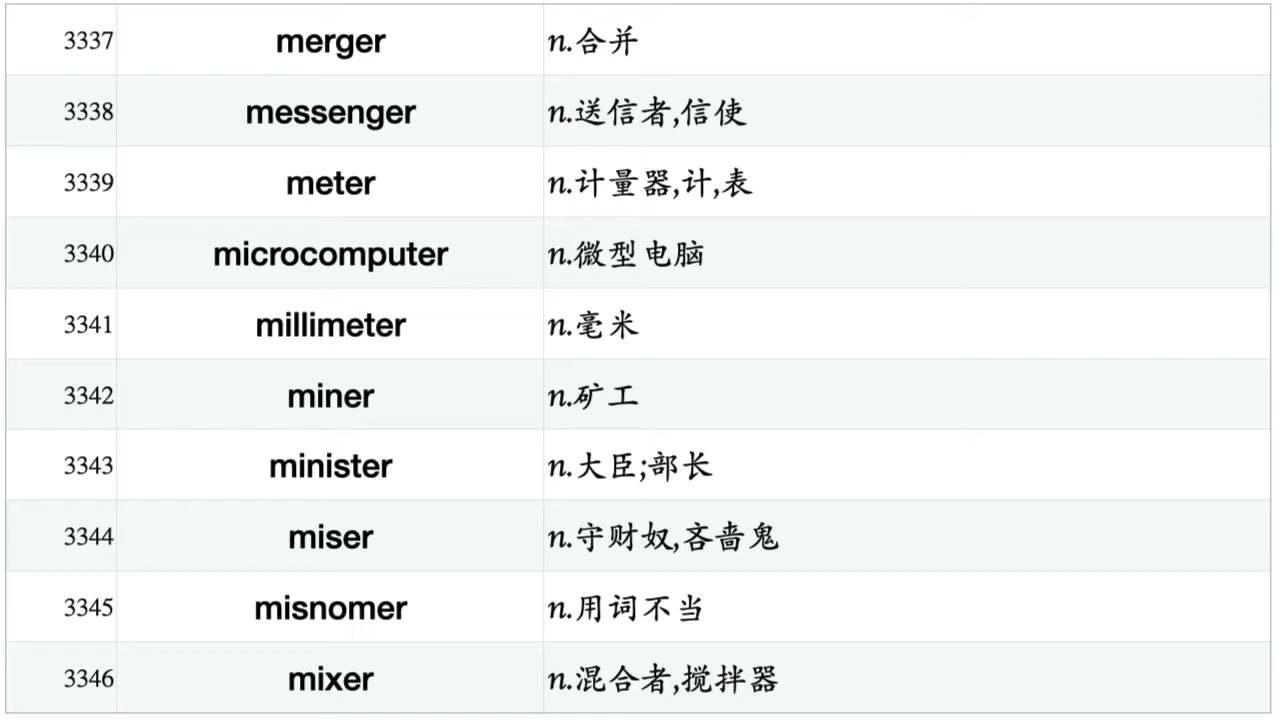 3337 merger n.合并
3338 messenger n.送信者,信使
3339 meter n.计量器,计,表
3340 microcomputer n.微型电脑
3341 millimeter n.毫米
3342 miner n.矿工
3343 minister n.大臣;部长
3344 miser n.守财奴,吝啬鬼
3345 misnomer n.用词不当
3346 mixer n.混合者,搅拌器